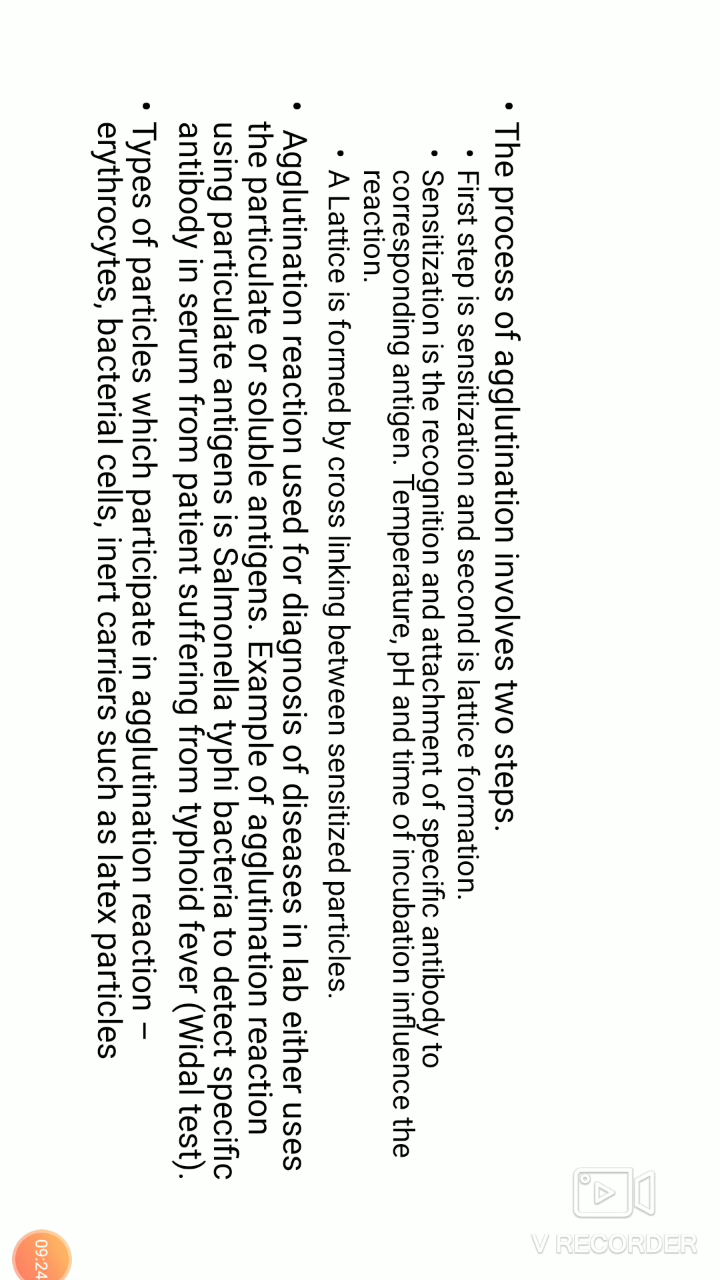 • The process of agglutination involves two steps.
• First step is sensitization and second is lattice formation.
• Sensitization is the recognition and attachment of specific antibody to
corresponding antigen. Temperature, pH and time of incubation influence the
reaction.
• A Lattice is formed by cross linking between sensitized particles.
• Agglutination reaction used for diagnosis of diseases in lab either uses
the particulate or soluble antigens. Example of agglutination reaction
using particulate antigens is Salmonella typhi bacteria to detect specific
antibody in serum from patient suffering from typhoid fever (Widal test).
• Types of particles which participate in agglutination reaction –
erythrocytes, bacterial cells, inert carriers such as latex particles
V RECORDER
09:24